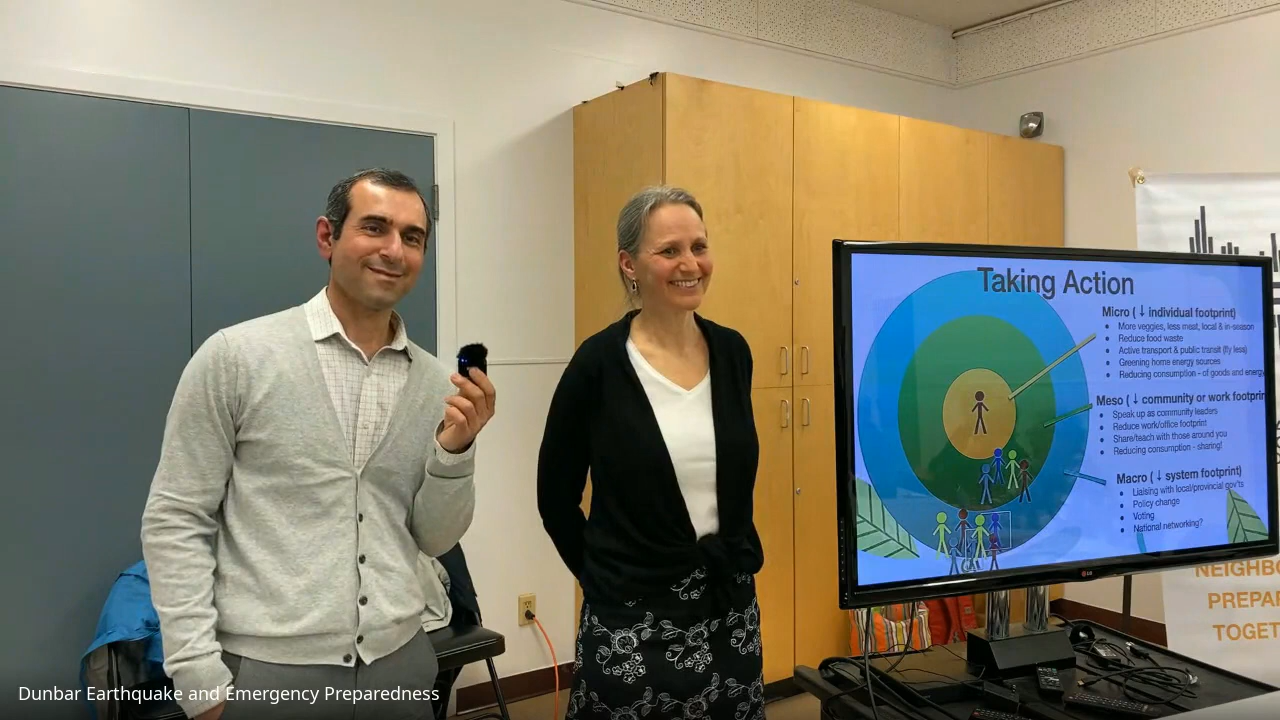 Taking Action
Micro ( ↓ individual footprint)
• More veggies, less meat, local & in-season
• Reduce food waste
• Active transport & public transit (fly less)
• Greening home energy sources
• Reducing consumption - of goods and energy
Meso ( ↓ community or work footprin
• Speak up as community leaders
• Reduce work/office footprint
• Share/teach with those around you
• Reducing consumption - sharing!
Macro ( ↓ system footprint)
• Liaising with local/provincial gov'ts
• Policy change
• Voting
• National networking?
LG
NEIGHBO
PREPAR
TOGET
Dunbar Earthquake and Emergency Preparedness